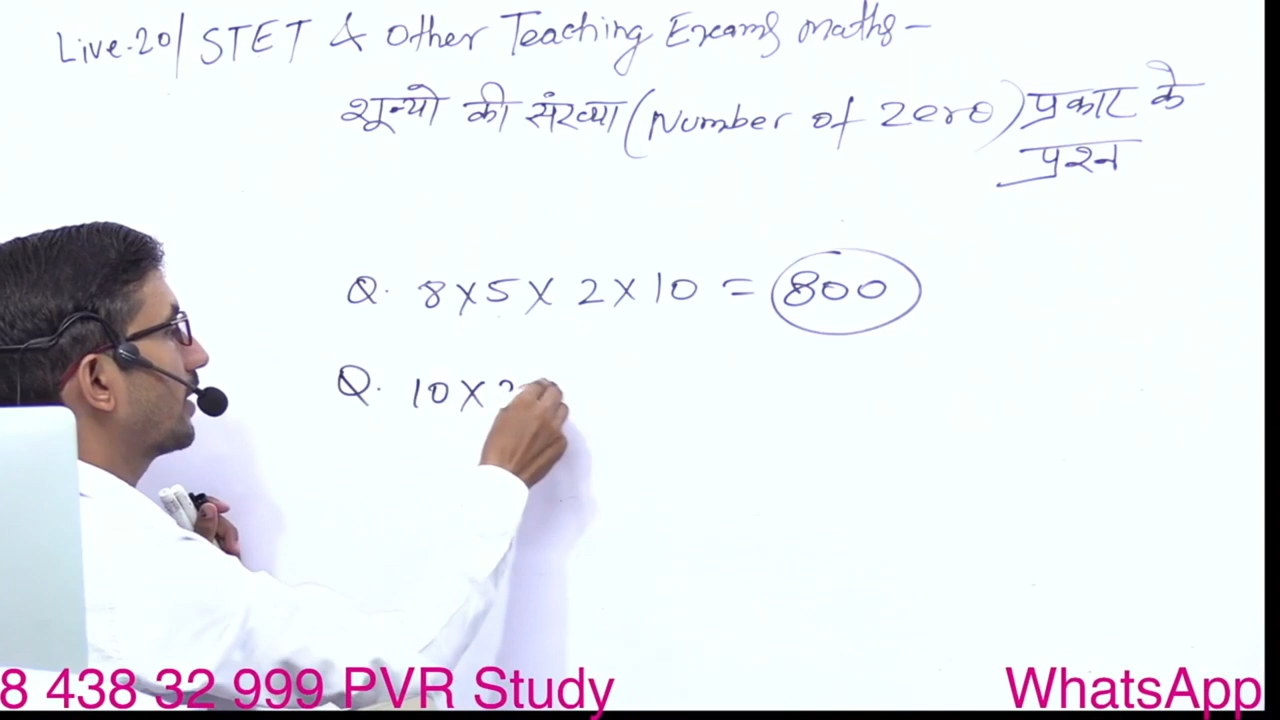 Live-20/ STET & Other Teaching Exams maths-
शून्यो की संख्या (Number of Zero) प्रकार के
प्रश्न
Q. 8 x 5 x 2 x 10 = 800
Q. 10 x
8 438 32 999 PVR Study WhatsApp